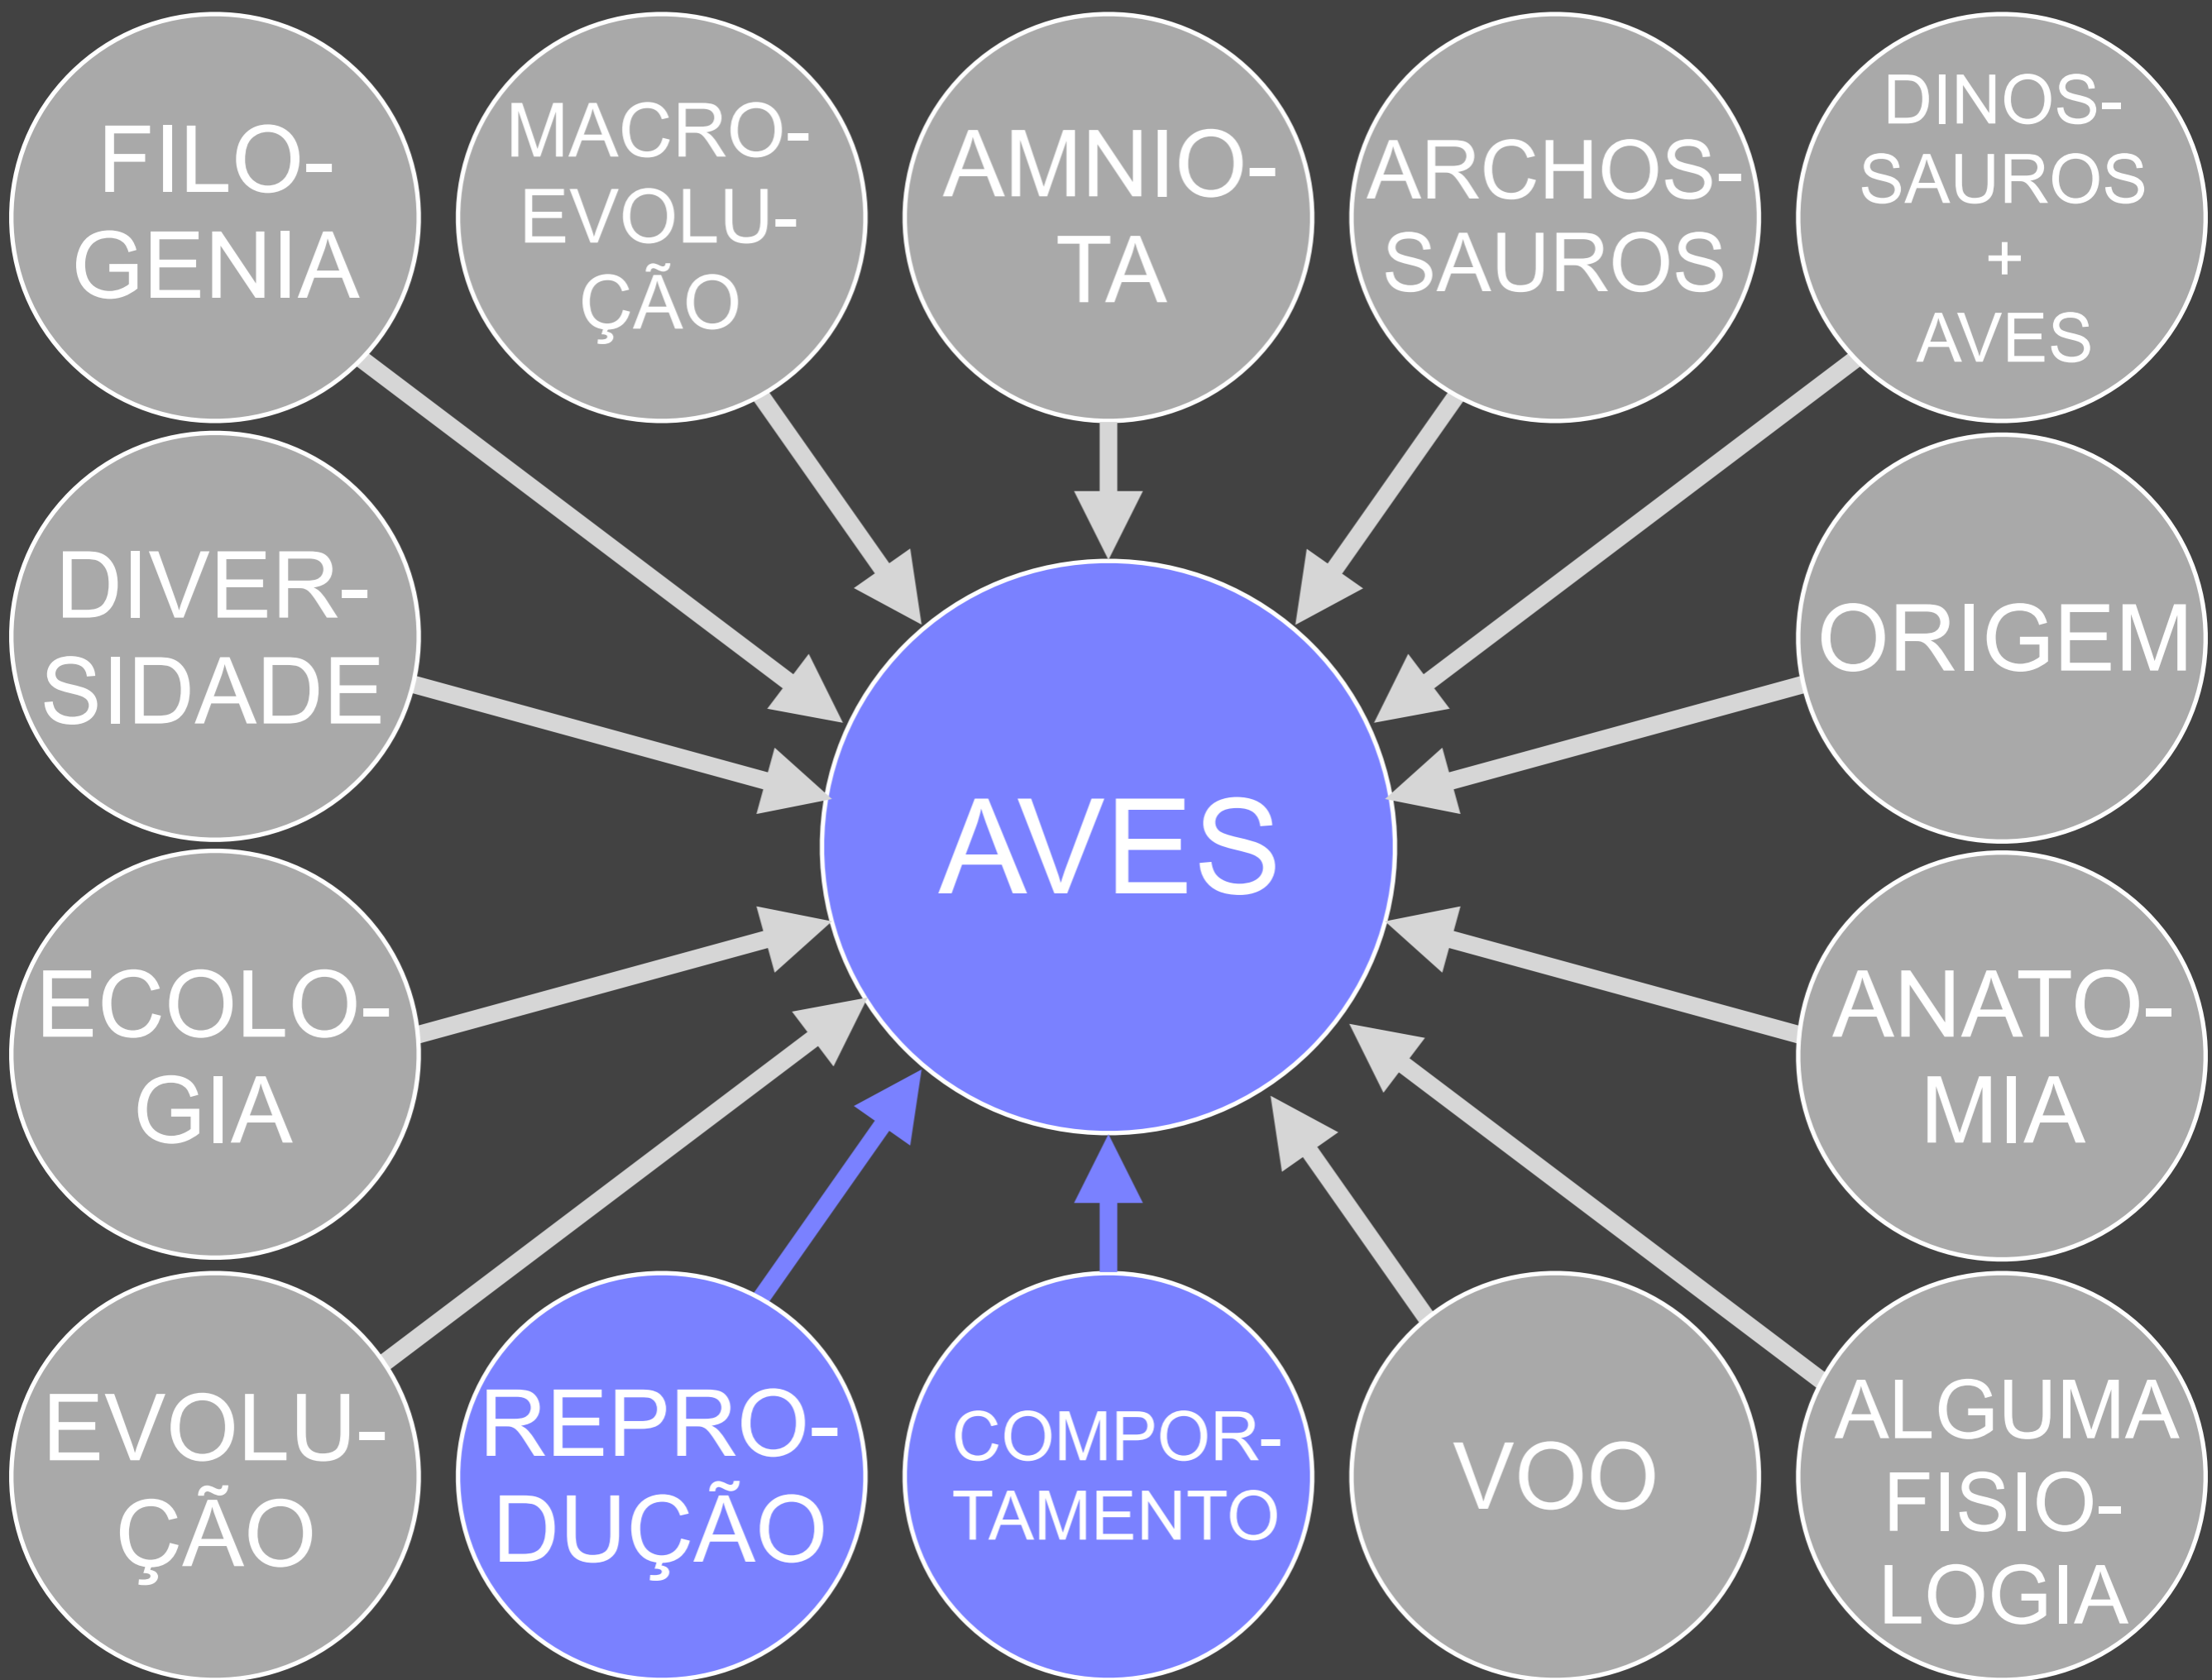 FILO-
GENIA
MACRO-
EVOLU-
ÇÃO
AMNIO-
TA
ARCHOS-
SAUROS
DINOS-
SAUROS
+
AVES
DIVER-
SIDADE
ORIGEM
AVES
ECOLO-
GIA
ANATO-
MIA
EVOLU-
ÇÃO
REPRO-
DUÇÃO
COMPOR-
TAMENTO
VOO
ALGUMA
FISIO-
LOGIA